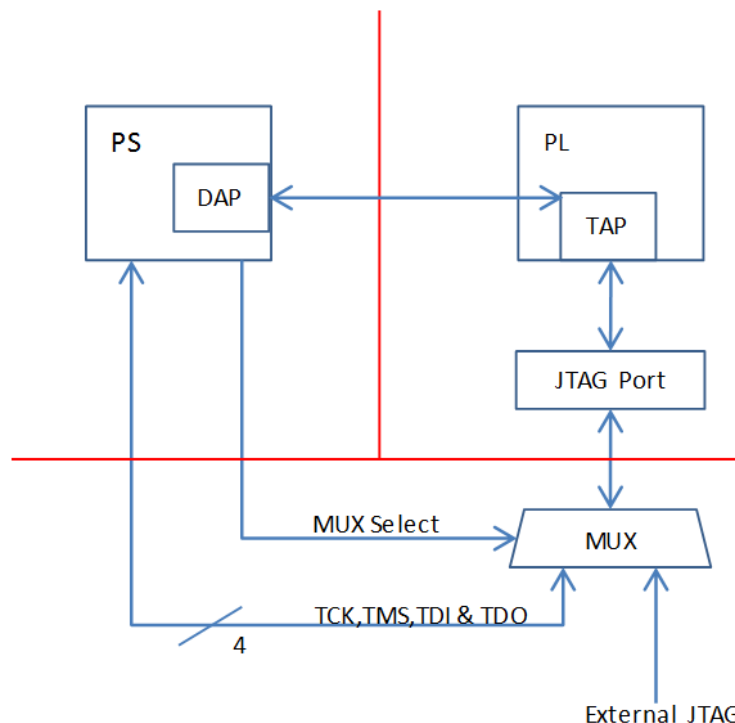 PS
PL
DAP
TAP
JTAG Port
MUX Select
MUX
TCK,TMS,TDI & TDO
4
External JTAG